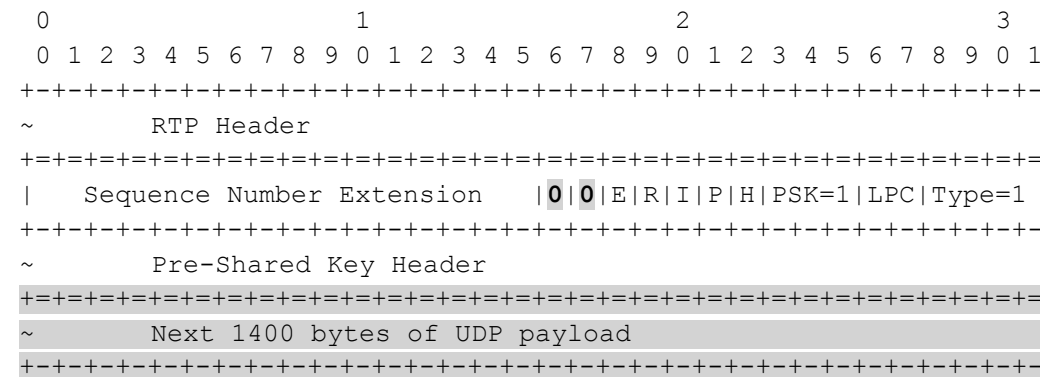 0                   1                   2                   3
 0 1 2 3 4 5 6 7 8 9 0 1 2 3 4 5 6 7 8 9 0 1 2 3 4 5 6 7 8 9 0 1
+-+-+-+-+-+-+-+-+-+-+-+-+-+-+-+-+-+-+-+-+-+-+-+-+-+-+-+-+-+-+-+-
~       RTP Header
+=+=+=+=+=+=+=+=+=+=+=+=+=+=+=+=+=+=+=+=+=+=+=+=+=+=+=+=+=+=+=+=
|   Sequence Number Extension   |0|0|E|R|I|P|H|PSK=1|LPC|Type=1
+-+-+-+-+-+-+-+-+-+-+-+-+-+-+-+-+-+-+-+-+-+-+-+-+-+-+-+-+-+-+-+-
~       Pre-Shared Key Header
+=+=+=+=+=+=+=+=+=+=+=+=+=+=+=+=+=+=+=+=+=+=+=+=+=+=+=+=+=+=+=+=
~       Next 1400 bytes of UDP payload
+-+-+-+-+-+-+-+-+-+-+-+-+-+-+-+-+-+-+-+-+-+-+-+-+-+-+-+-+-+-+-+-